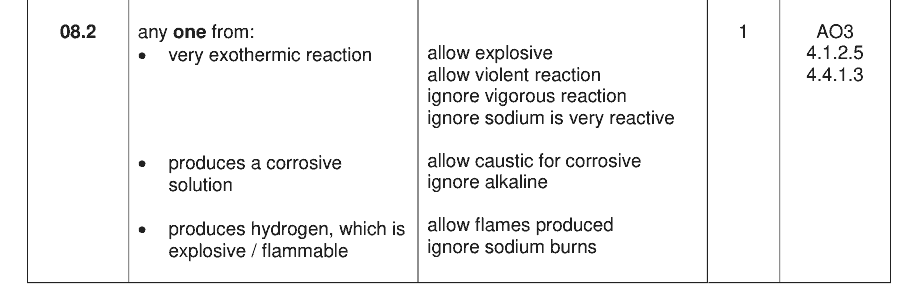 08.2
any one from:
• very exothermic reaction
allow explosive
allow violent reaction
ignore vigorous reaction
ignore sodium is very reactive
• produces a corrosive
solution
allow caustic for corrosive
ignore alkaline
• produces hydrogen, which is
explosive / flammable
allow flames produced
ignore sodium burns
1
AO3
4.1.2.5
4.4.1.3